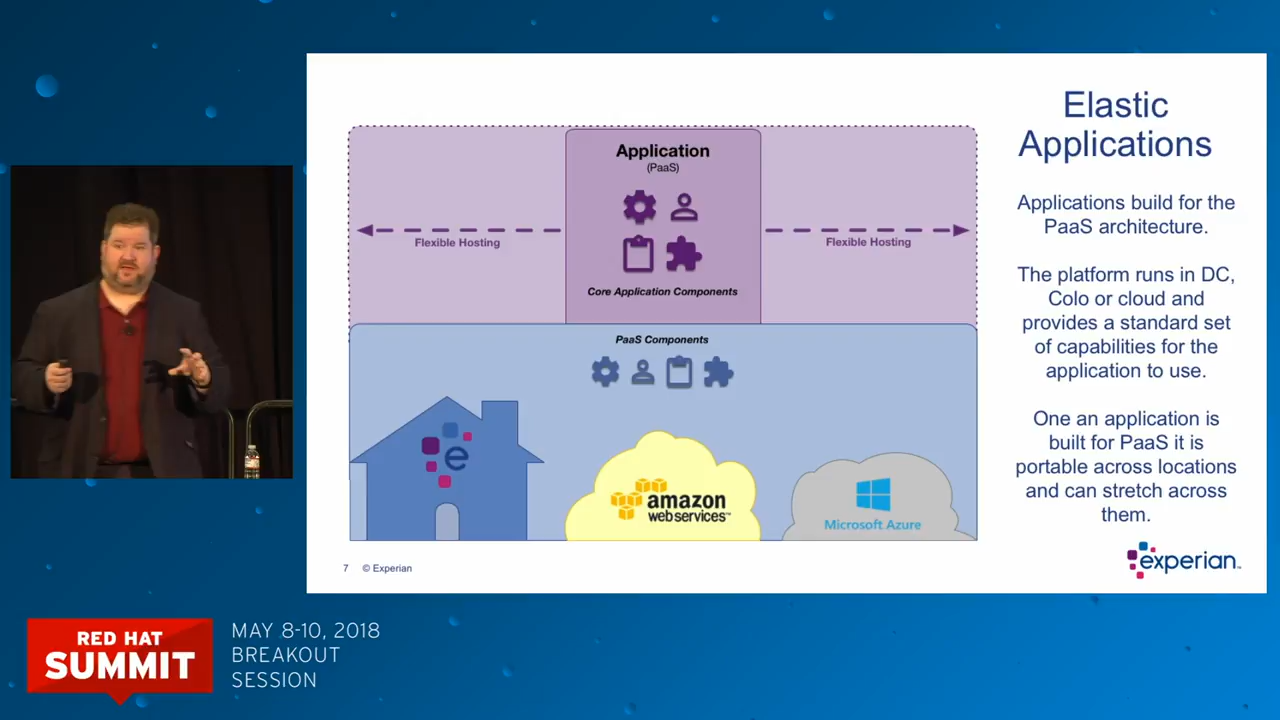 Elastic
Applications
Applications build for the
PaaS architecture.
The platform runs in DC,
Colo or cloud and
provides a standard set
of capabilities for the
application to use.
One an application is
built for PaaS it is
portable across locations
and can stretch across
them.
Application
(PaaS)
Flexible Hosting
Flexible Hosting
Core Application Components
PaaS Components
e
amazon
webservices™
Microsoft Azure
7 © Experian
experian™
RED HAT
SUMMIT
MAY 8-10, 2018
BREAKOUT
SESSION